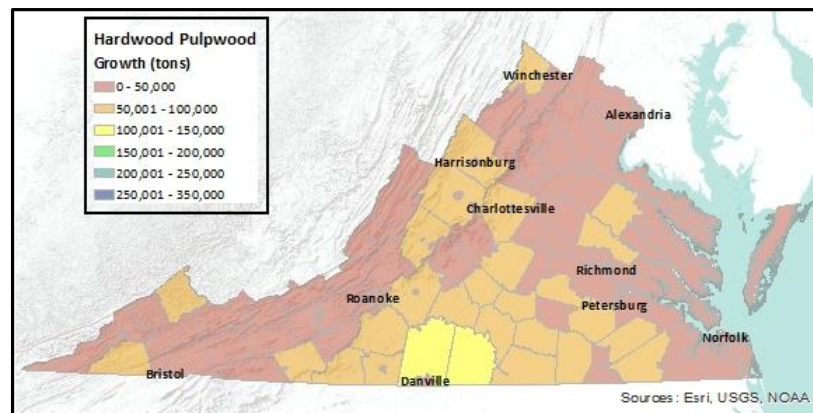 Hardwood Pulpwood
Growth (tons)
0 - 50,000
50,001 - 100,000
100,001 - 150,000
150,001 - 200,000
200,001 - 250,000
250,001 - 350,000
Winchester
Alexandria
Harrisonburg
Charlottesville
Richmond
Roanoke
Petersburg
Norfolk
Bristol
Danville
Sources: Esri, USGS, NOAA